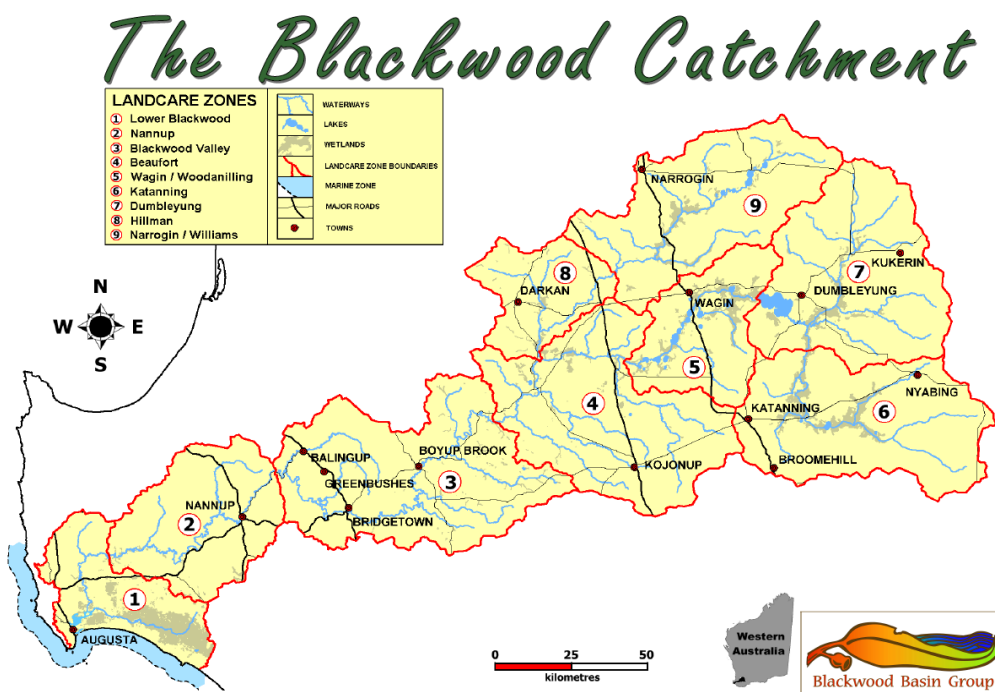 The Blackwood Catchment
LANDCARE ZONES
1 Lower Blackwood
2 Nannup
3 Blackwood Valley
4 Beaufort
5 Wagin / Woodanilling
6 Katanning
7 Dumbleyung
8 Hillman
9 Narrogin / Williams
WATERWAYS
LAKES
WETLANDS
LANDCARE ZONE BOUNDARIES
MARINE ZONE
MAJOR ROADS
TOWNS
N
W E
S
NARROGIN
9
8
7
KUKERIN
DARKAN
WAGIN
DUMBLEYUNG
5
NYABING
4
KATANNING
6
BOYUP BROOK
BALINGUP
KOJONUP
BROOMEHILL
GREENBUSHES
3
NANNUP
2
BRIDGETOWN
1
AUGUSTA
0 25 50
kilometres
Western
Australia
Blackwood Basin Group